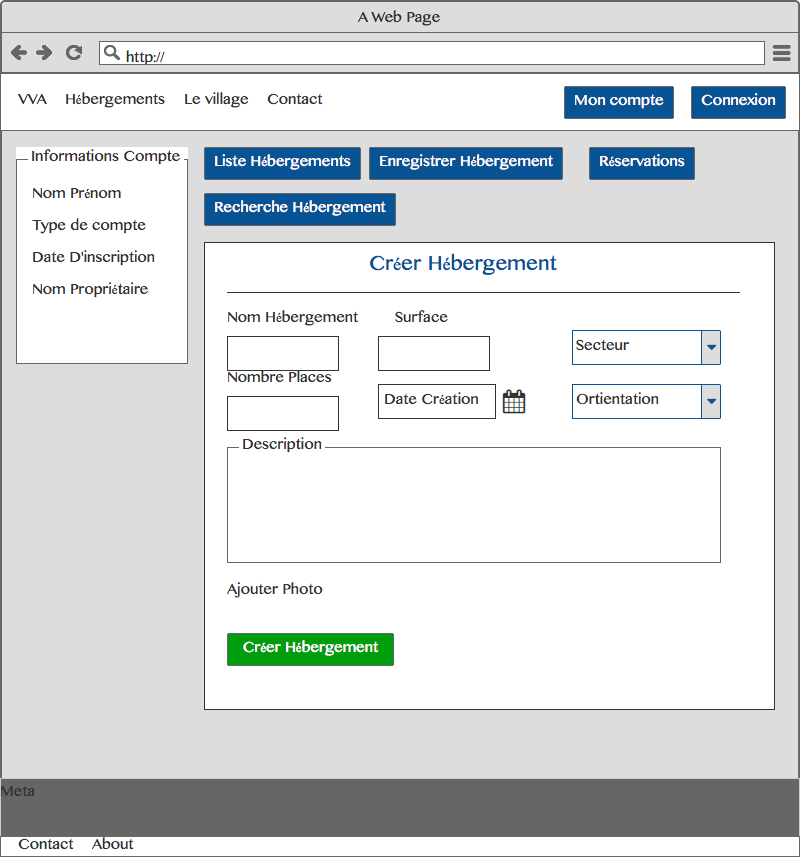 A Web Page
http://
VVA Hébergements Le village Contact Mon compte Connexion
Informations Compte
Nom Prénom
Type de compte
Date D'inscription
Nom Propriétaire
Liste Hébergements Enregistrer Hébergement Réservations
Recherche Hébergement
Créer Hébergement
Nom Hébergement Surface
Secteur
Nombre Places
Date Création Ortientation
Description
Ajouter Photo
Créer Hébergement
Meta
Contact About